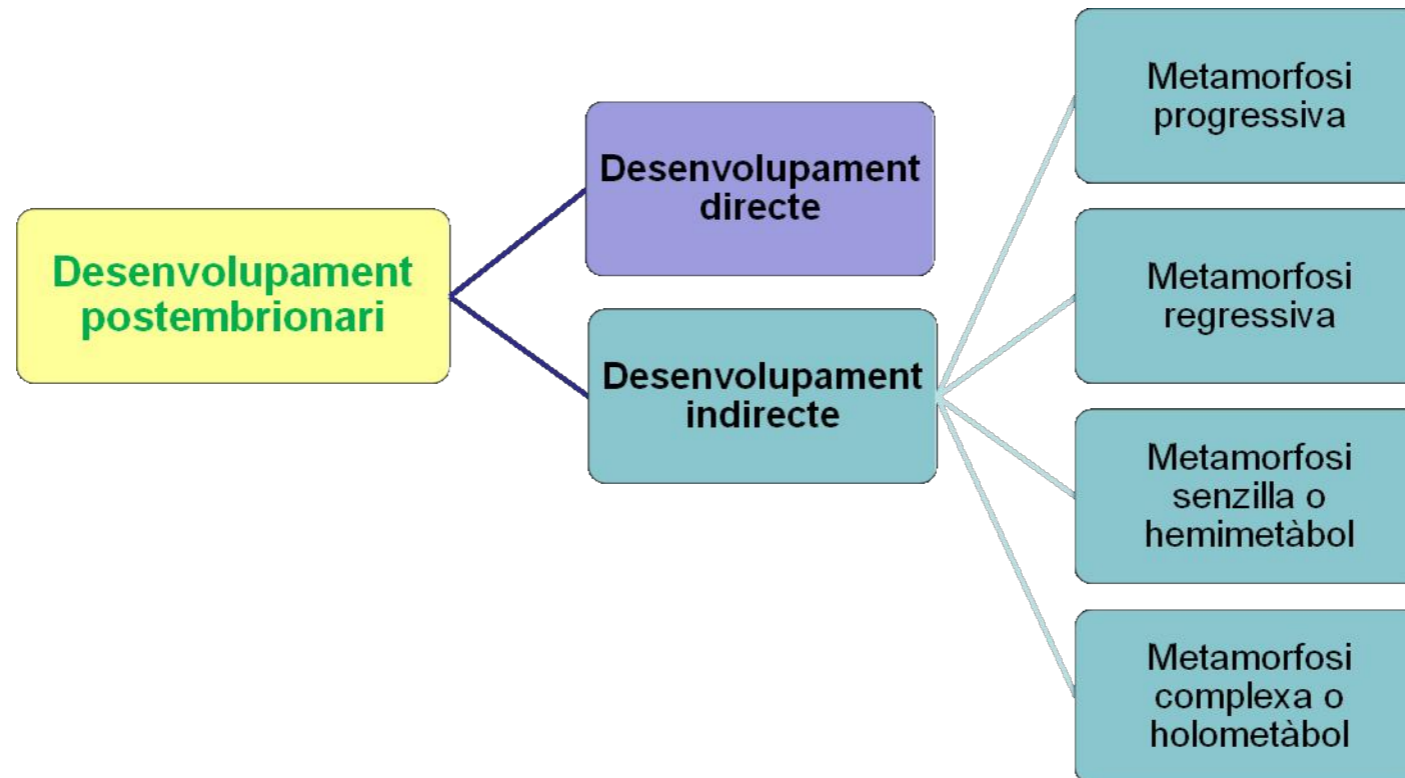 Desenvolupament
postembrionari
Desenvolupament
directe
Desenvolupament
indirecte
Metamorfosi
progressiva
Metamorfosi
regressiva
Metamorfosi
senzilla o
hemimetàbol
Metamorfosi
complexa o
holometàbol